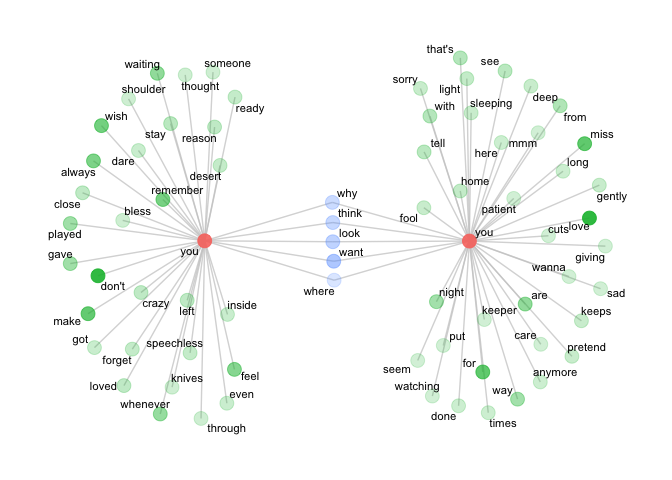 that's
waiting
someone
see
sorry
shoulder
thought
light
deep
with
sleeping
ready
from
wish
stay
reason
tell
here
mmm
miss
dare
desert
long
always
remember
home
why
gently
close
bless
think
fool
patient
played
look
you
cuts
love
you
gave
want
giving
don't
where
wanna
crazy
left
inside
night
are
sad
make
keeper
keeps
got
speechless
put
care
pretend
forget
feel
seem
for
anymore
loved
knives
watching
way
whenever
even
done
times
through